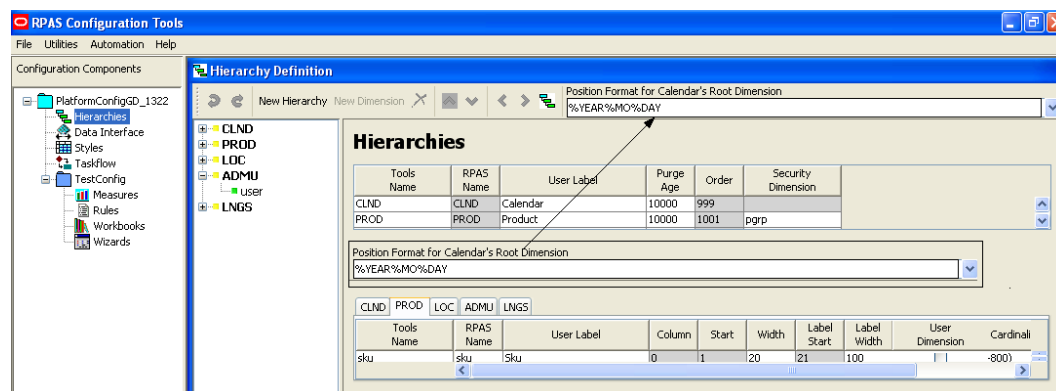 RPAS Configuration Tools
File Utilities Automation Help
Configuration Components
PlatformConfigGD_1322
Hierarchies
Data Interface
Styles
Taskflow
TestConfig
Measures
Rules
Workbooks
Wizards
Hierarchy Definition
New Hierarchy New Dimension
Position Format for Calendar's Root Dimension
%YEAR%MO%DAY
CLND
PROD
LOC
ADMU
user
LNGS
Hierarchies
Tools Name RPAS Name User Label Purge Age Order Security Dimension
CLND CLND Calendar 10000 999
PROD PROD Product 10000 1001 pgrp
Position Format for Calendar's Root Dimension
%YEAR%MO%DAY
CLND PROD LOC ADMU LNGS
Tools Name RPAS Name User Label Column Start Width Label Start Label Width User Dimension Cardinali
sku sku Sku 0 1 20 21 100 -800)